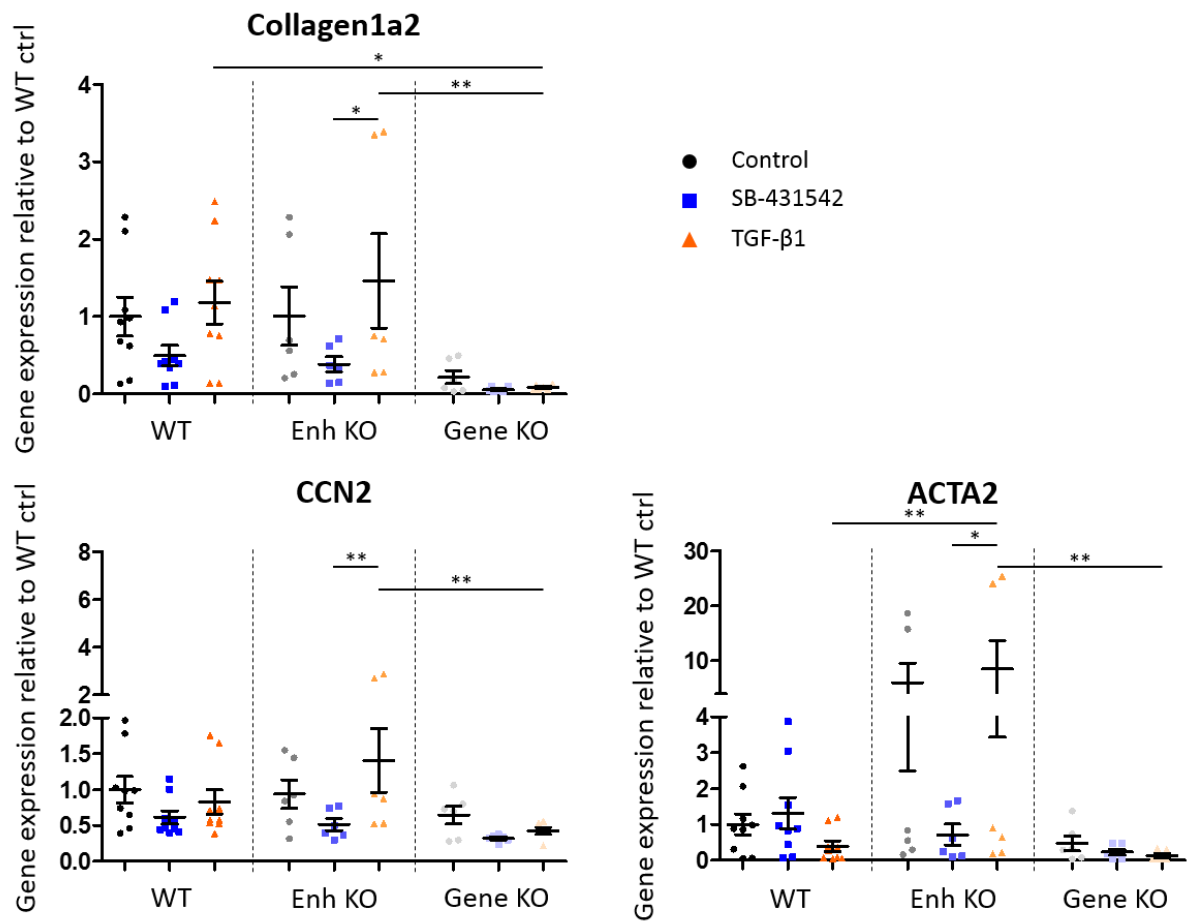 Collagen1a2
Gene expression relative to WT ctrl
*
**
*
4
3
2
1
0
WT
Enh KO
Gene KO
Control
SB-431542
TGF-β1
CCN2
Gene expression relative to WT ctrl
**
**
8
6
4
2
2.0
1.5
1.0
0.5
0.0
WT
Enh KO
Gene KO
ACTA2
Gene expression relative to WT ctrl
**
*
**
30
20
10
4
3
2
1
0
WT
Enh KO
Gene KO